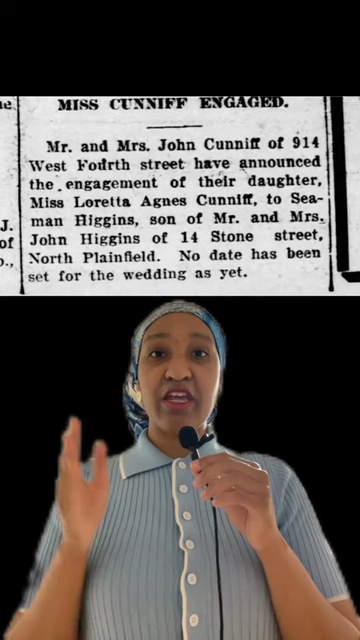 he
MISS CUNNIFF ENGAGED.
Mr. and Mrs. John Cunniff of 914
West Fourth street have announced
the engagement of their daughter,
Miss Loretta Agnes Cunniff, to Sea-
man Higgins, son of Mr. and Mrs.
J.
John Higgins of 14 Stone street,
of
North Plainfield. No date has been
set for the wedding as yet.